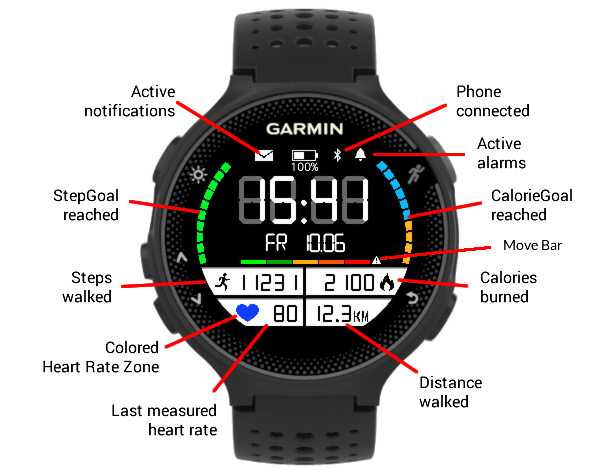 Active
notifications
Phone
connected
GARMIN
Active
alarms
100%
StepGoal
reached
15:41
CalorieGoal
reached
FR 10.06
Move Bar
Steps
walked
11231
2100
Calories
burned
80
12.3KM
Colored
Heart Rate Zone
Distance
walked
Last measured
heart rate